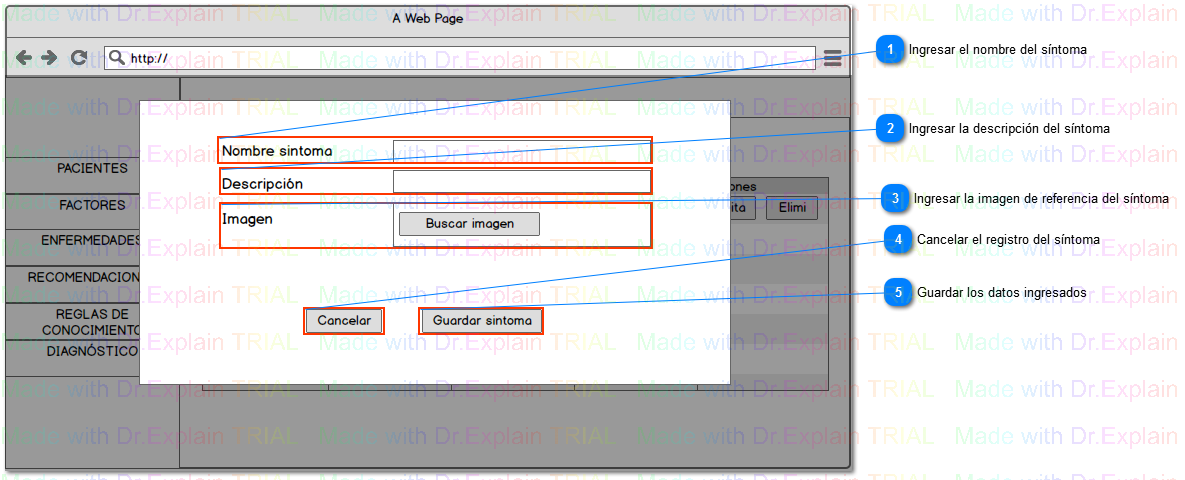 A Web Page
http://
1 Ingresar el nombre del síntoma
2 Ingresar la descripción del síntoma
3 Ingresar la imagen de referencia del síntoma
4 Cancelar el registro del síntoma
5 Guardar los datos ingresados
PACIENTES
FACTORES
ENFERMEDADES
RECOMENDACION
REGLAS DE
CONOCIMIENTO
DIAGNÓSTICO
Nombre sintoma
Descripción
Imagen
Buscar imagen
Cancelar
Guardar sintoma
ones
ita
Elimi
Made with Dr.Explain TRIAL